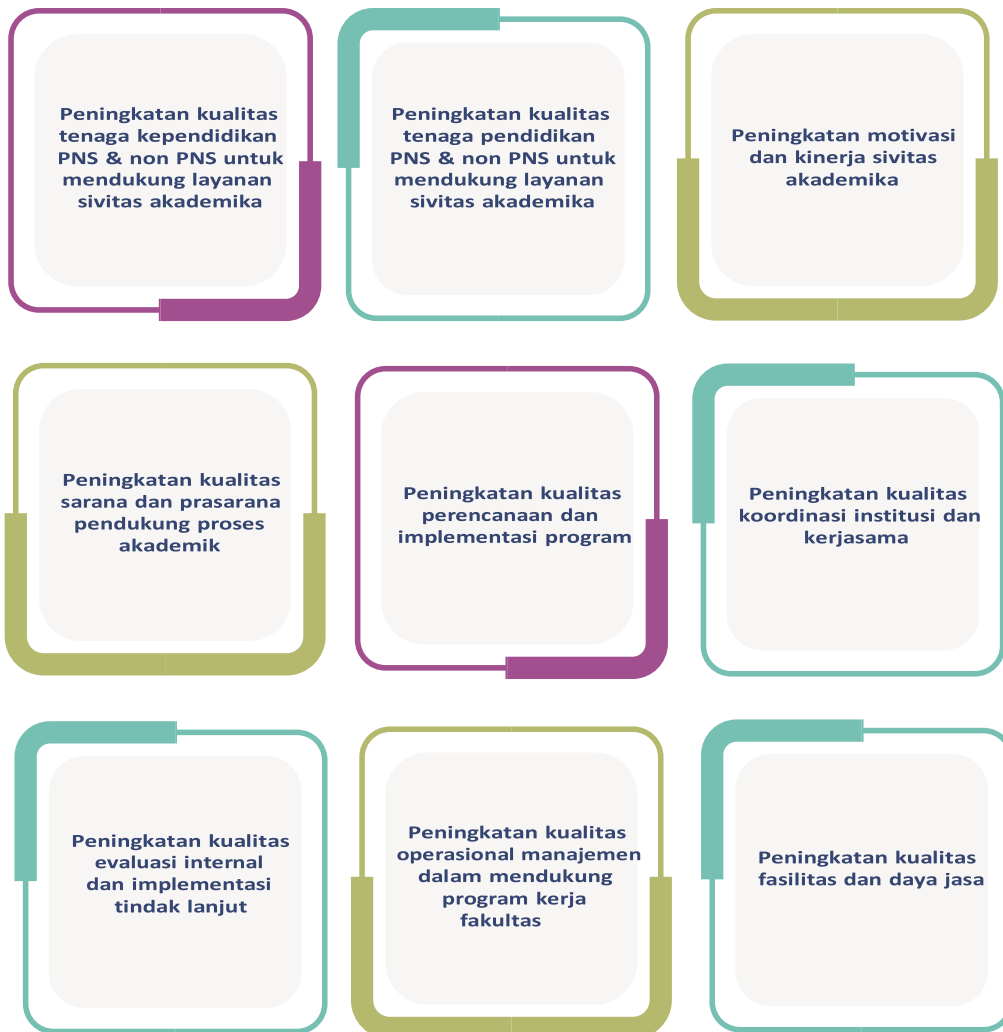 Peningkatan kualitas
tenaga kependidikan
PNS & non PNS untuk
mendukung layanan
sivitas akademika
Peningkatan kualitas
tenaga pendidikan
PNS & non PNS untuk
mendukung layanan
sivitas akademika
Peningkatan motivasi
dan kinerja sivitas
akademika
Peningkatan kualitas
sarana dan prasarana
pendukung proses
akademik
Peningkatan kualitas
perencanaan dan
implementasi program
Peningkatan kualitas
koordinasi institusi dan
kerjasama
Peningkatan kualitas
evaluasi internal
dan implementasi
tindak lanjut
Peningkatan kualitas
operasional manajemen
dalam mendukung
program kerja
fakultas
Peningkatan kualitas
fasilitas dan daya jasa